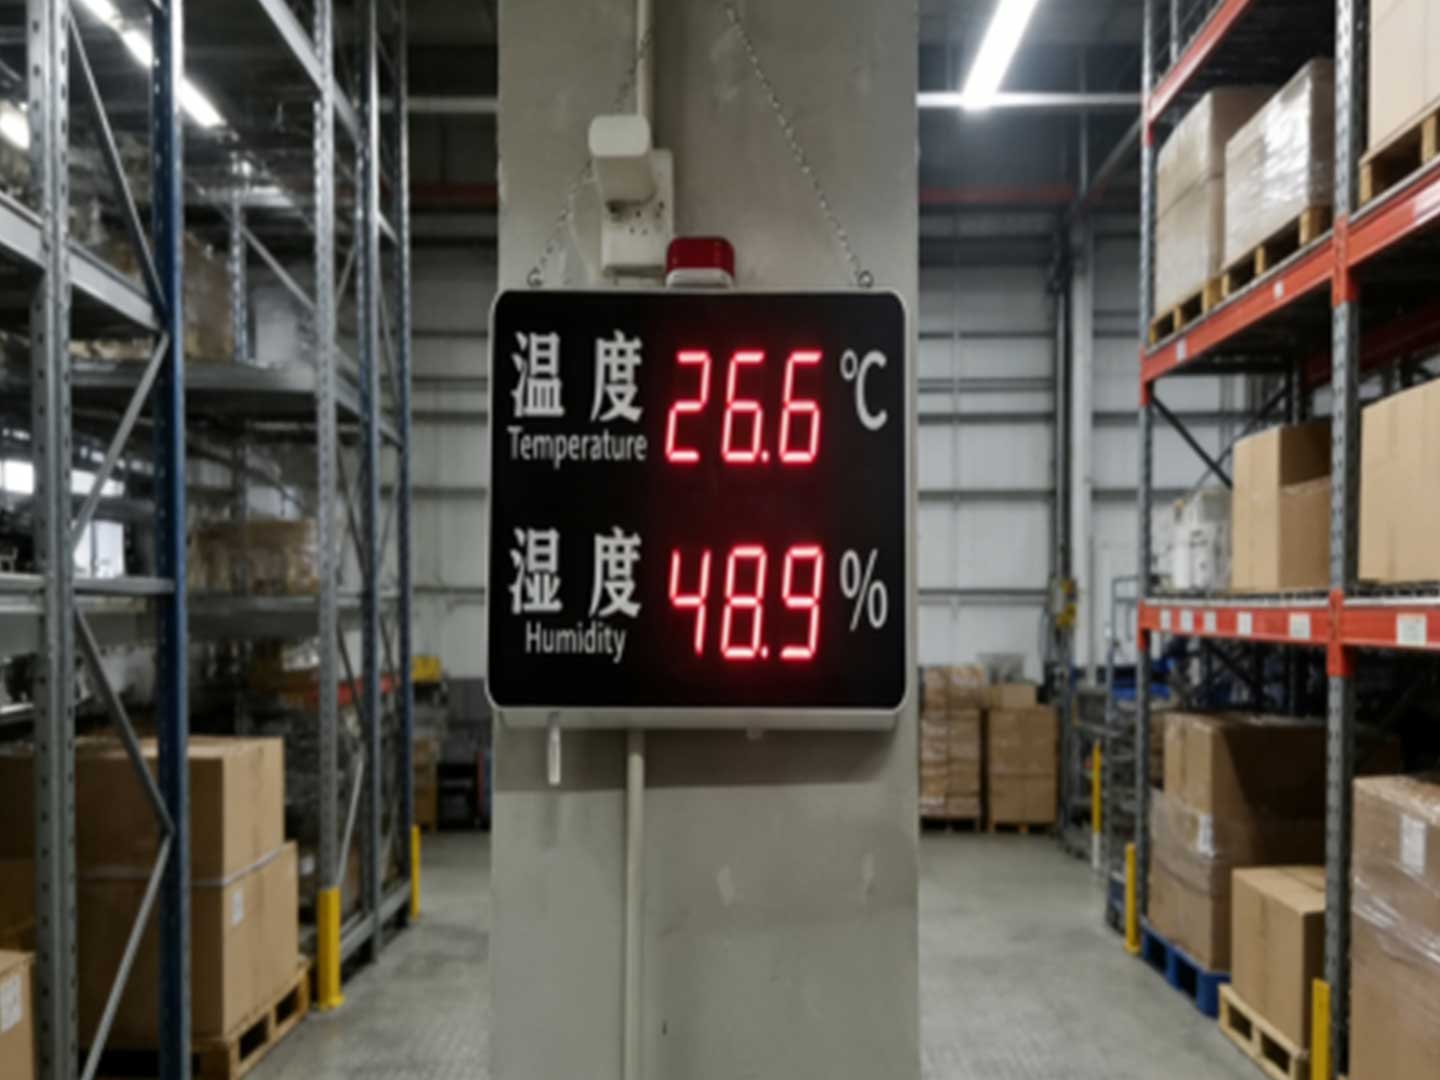 温度 26.6 ℃
Temperature
湿度 48.9 %
Humidity